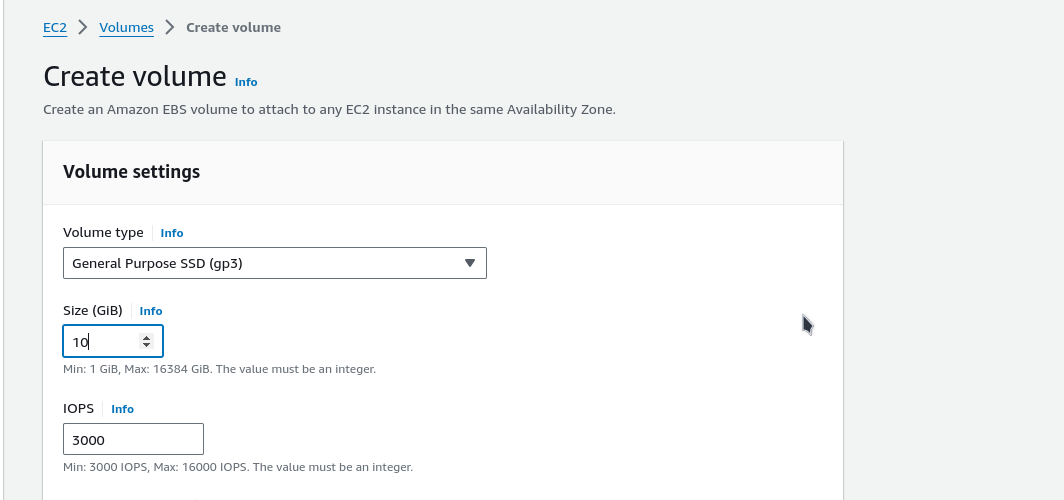 EC2 > Volumes > Create volume
Create volume Info
Create an Amazon EBS volume to attach to any EC2 instance in the same Availability Zone.
Volume settings
Volume type Info
General Purpose SSD (gp3)
Size (GiB) Info
10
Min: 1 GiB, Max: 16384 GiB. The value must be an integer.
IOPS Info
3000
Min: 3000 IOPS, Max: 16000 IOPS. The value must be an integer.